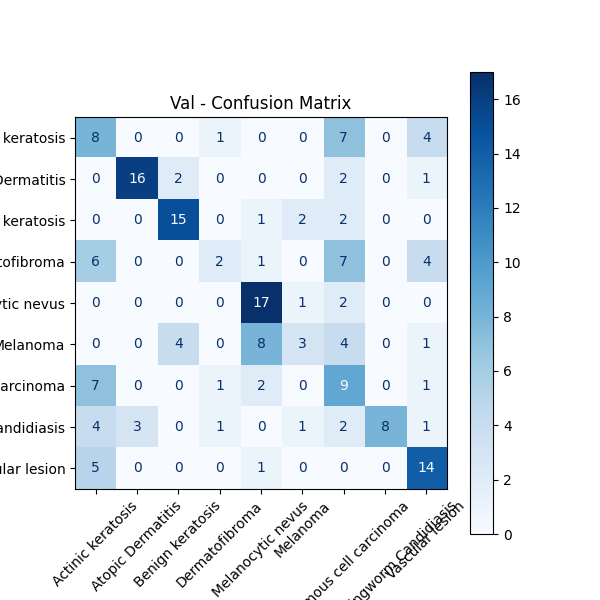 Val - Confusion Matrix
keratosis 8 0 0 1 0 0 7 0 4
Dermatitis 0 16 2 0 0 0 2 0 1
keratosis 0 0 15 0 1 2 2 0 0
tofibroma 6 0 0 2 1 0 7 0 4
ytic nevus 0 0 0 0 17 1 2 0 0
Melanoma 0 0 4 0 8 3 4 0 1
arcinoma 7 0 0 1 2 0 9 0 1
andidiasis 4 3 0 1 0 1 2 8 1
ular lesion 5 0 0 0 1 0 0 0 14
Actinic keratosis
Atopic Dermatitis
Benign keratosis
Dermatofibroma
Melanocytic nevus
Melanoma
mous cell carcinoma
ngworm Candidiasis
Vascular lesion
16
14
12
10
8
6
4
2
0